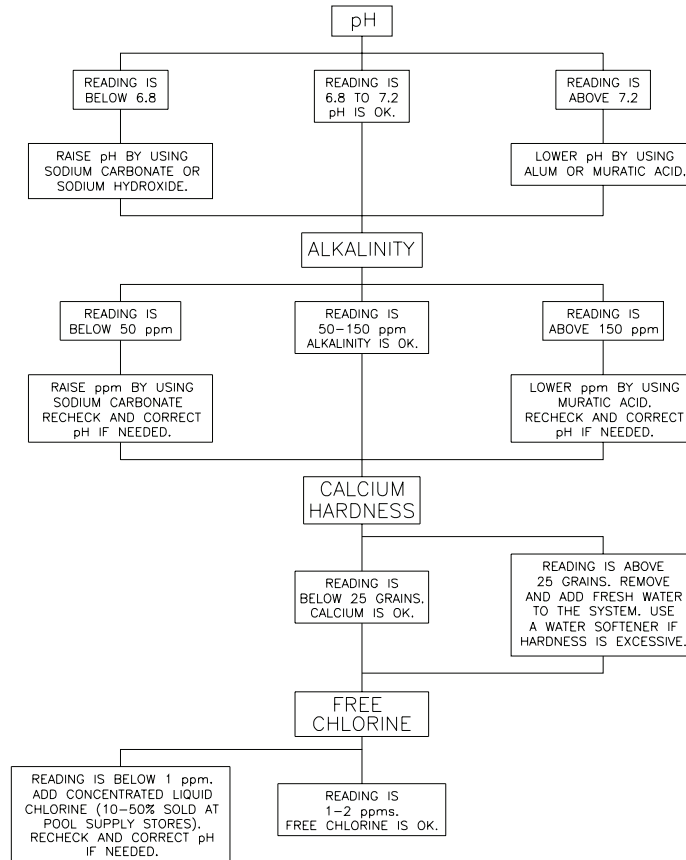 pH
READING IS
BELOW 6.8
READING IS
6.8 TO 7.2
pH IS OK.
READING IS
ABOVE 7.2
RAISE pH BY USING
SODIUM CARBONATE OR
SODIUM HYDROXIDE.
LOWER pH BY USING
ALUM OR MURATIC ACID.
ALKALINITY
READING IS
BELOW 50 ppm
READING IS
50-150 ppm
ALKALINITY IS OK.
READING IS
ABOVE 150 ppm
RAISE ppm BY USING
SODIUM CARBONATE
RECHECK AND CORRECT
pH IF NEEDED.
LOWER ppm BY USING
MURATIC ACID.
RECHECK AND CORRECT
pH IF NEEDED.
CALCIUM
HARDNESS
READING IS
BELOW 25 GRAINS.
CALCIUM IS OK.
READING IS ABOVE
25 GRAINS. REMOVE
AND ADD FRESH WATER
TO THE SYSTEM. USE
A WATER SOFTENER IF
HARDNESS IS EXCESSIVE.
FREE
CHLORINE
READING IS BELOW 1 ppm.
ADD CONCENTRATED LIQUID
CHLORINE (10-50% SOLD AT
POOL SUPPLY STORES).
RECHECK AND CORRECT pH
IF NEEDED.
READING IS
1-2 ppms.
FREE CHLORINE IS OK.